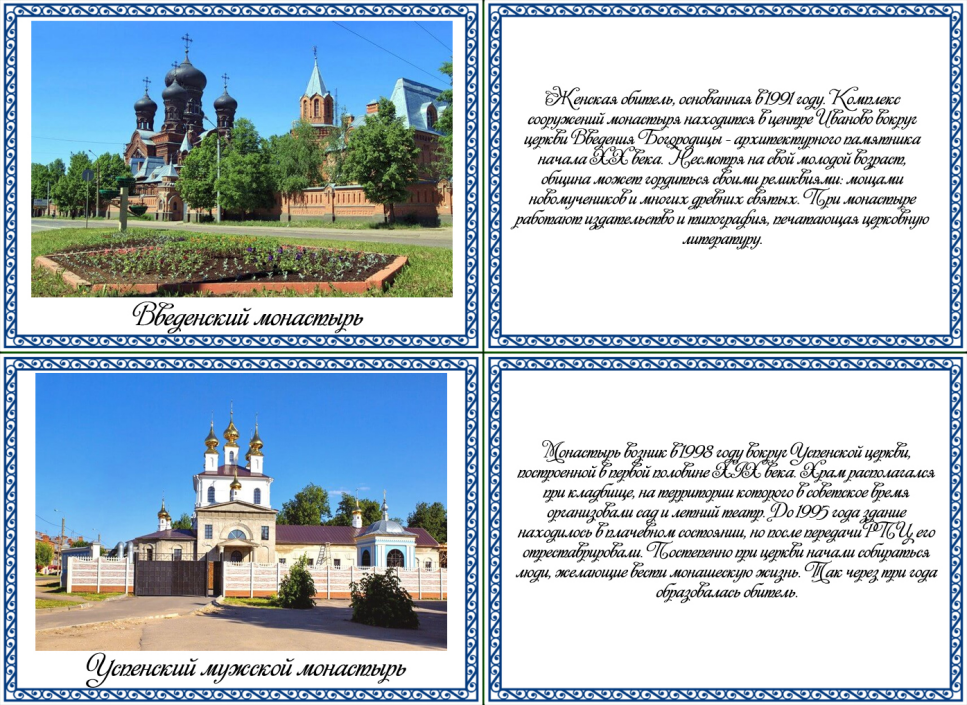 Введенский монастырь
Женская обитель, основанная в 1991 году. Комплекс
сооружений монастыря находится в центре Иваново вокруг
церкви Введения Богородицы - архитектурного памятника
начала XX века. Несмотря на свой молодой возраст,
община может гордиться своими реликвиями: мощами
новомучеников и многих древних святых. При монастыре
работают издательство и типография, печатающая церковную
литературу.
Успенский мужской монастырь
Монастырь возник в 1998 году вокруг Успенской церкви,
построенной в первой половине XIX века. Храм располагался
при кладбище, на территории которого в советское время
организовали сад и летний театр. До 1995 года здание
находилось в плачевном состоянии, но после передачи РПЦ его
отреставрировали. Постепенно при церкви начали собираться
люди, желающие вести монашескую жизнь. Так через три года
образовалась обитель.